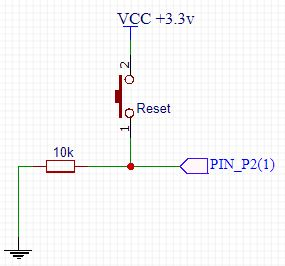 VCC +3.3v
2
Reset
1
10k
PIN_P2(1)